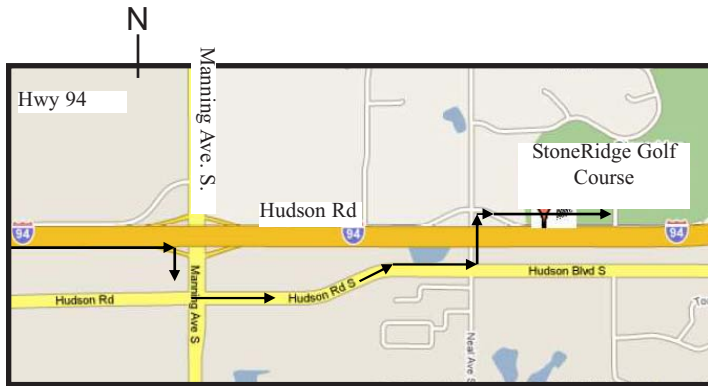 N
Manning Ave. S.
Hwy 94
StoneRidge Golf
Course
Hudson Rd
94
94
94
Hudson Blvd S
Manning Ave S
Hudson Rd
Hudson Rd S
Neal Ave S